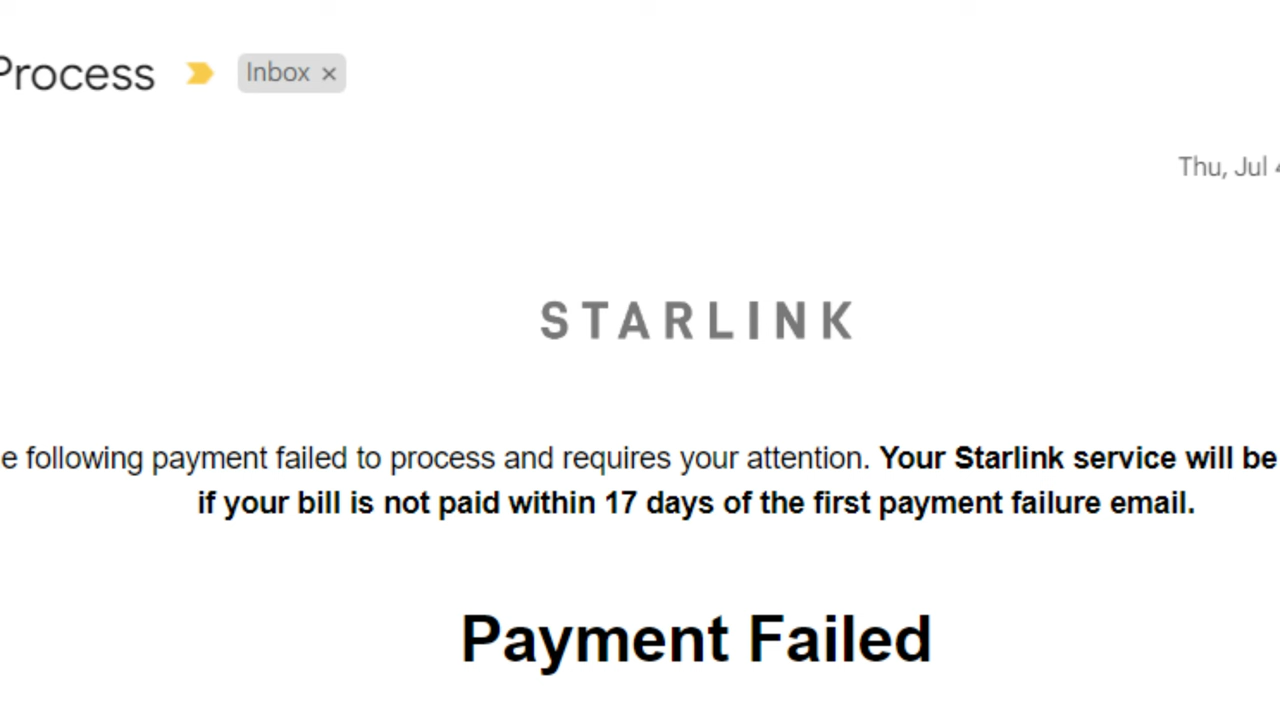 Process Inbox ×
Thu, Jul
STARLINK
e following payment failed to process and requires your attention. Your Starlink service will be
if your bill is not paid within 17 days of the first payment failure email.
Payment Failed